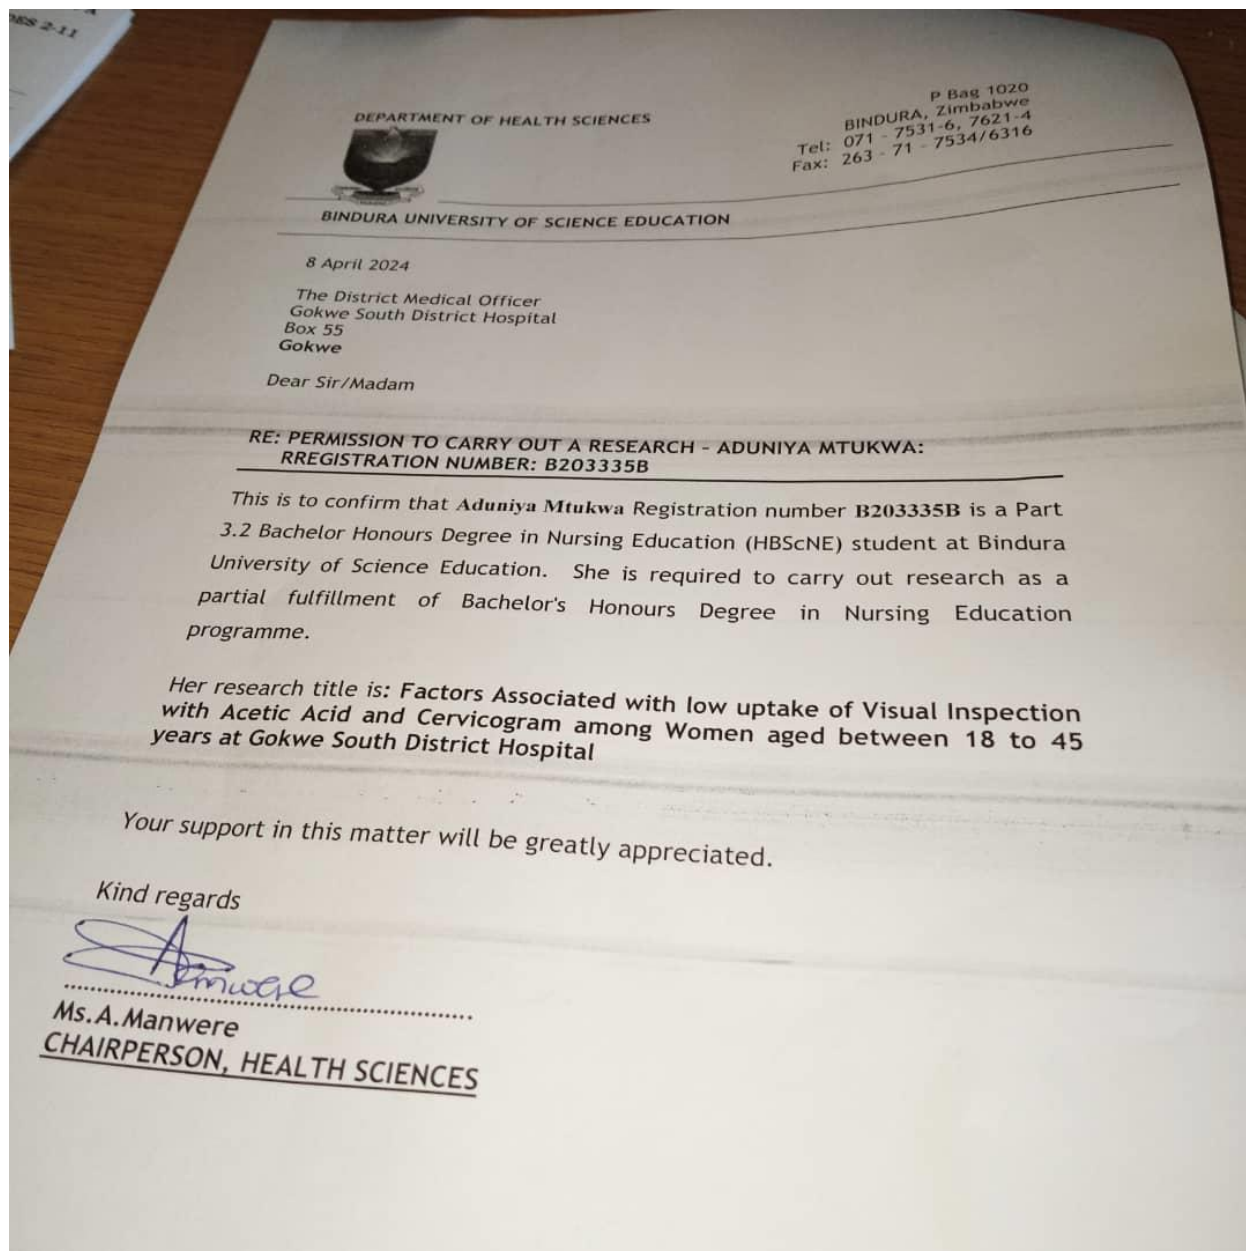 DES 2-11
DEPARTMENT OF HEALTH SCIENCES
P Bag 1020
BINDURA, Zimbabwe
Tel: 071 - 7531-6, 7621-4
Fax: 263 - 71 - 7534/6316
BINDURA UNIVERSITY OF SCIENCE EDUCATION
8 April 2024
The District Medical Officer
Gokwe South District Hospital
Box 55
Gokwe
Dear Sir/Madam
RE: PERMISSION TO CARRY OUT A RESEARCH - ADUNIYA MTUKWA:
RREGISTRATION NUMBER: B203335B
This is to confirm that Aduniya Mtukwa Registration number B203335B is a Part
3.2 Bachelor Honours Degree in Nursing Education (HBScNE) student at Bindura
University of Science Education. She is required to carry out research as a
partial fulfillment of Bachelor's Honours Degree in Nursing Education
programme.
Her research title is: Factors Associated with low uptake of Visual Inspection
with Acetic Acid and Cervicogram among Women aged between 18 to 45
years at Gokwe South District Hospital
Your support in this matter will be greatly appreciated.
Kind regards
Ms.A.Manwere
CHAIRPERSON, HEALTH SCIENCES